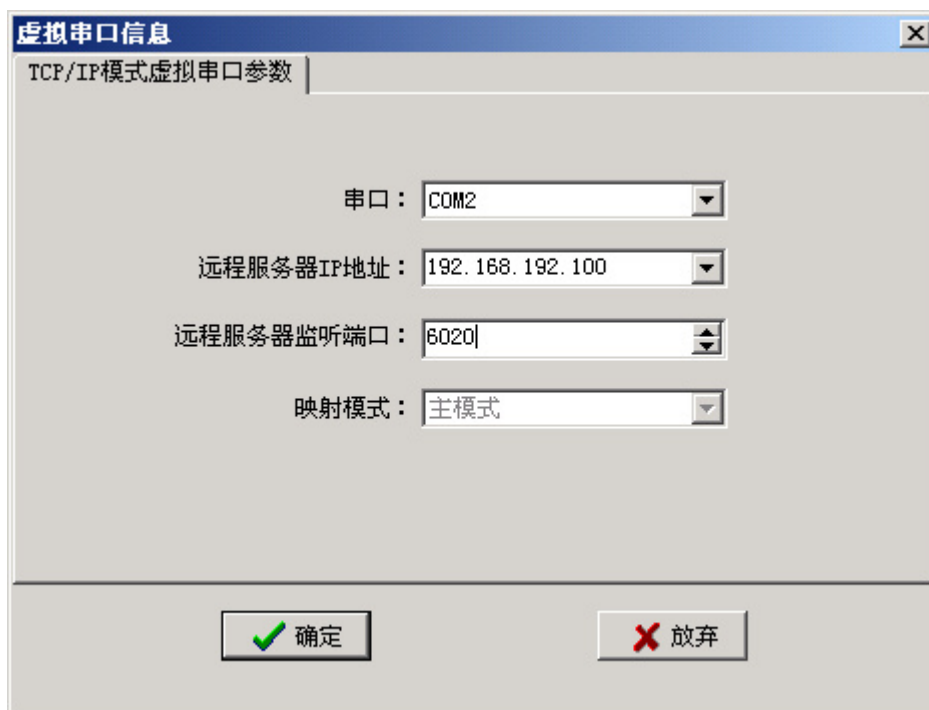 虚拟串口信息
TCP/IP模式虚拟串口参数
串口： COM2
远程服务器IP地址： 192.168.192.100
远程服务器监听端口： 6020
映射模式： 主模式
确定 放弃